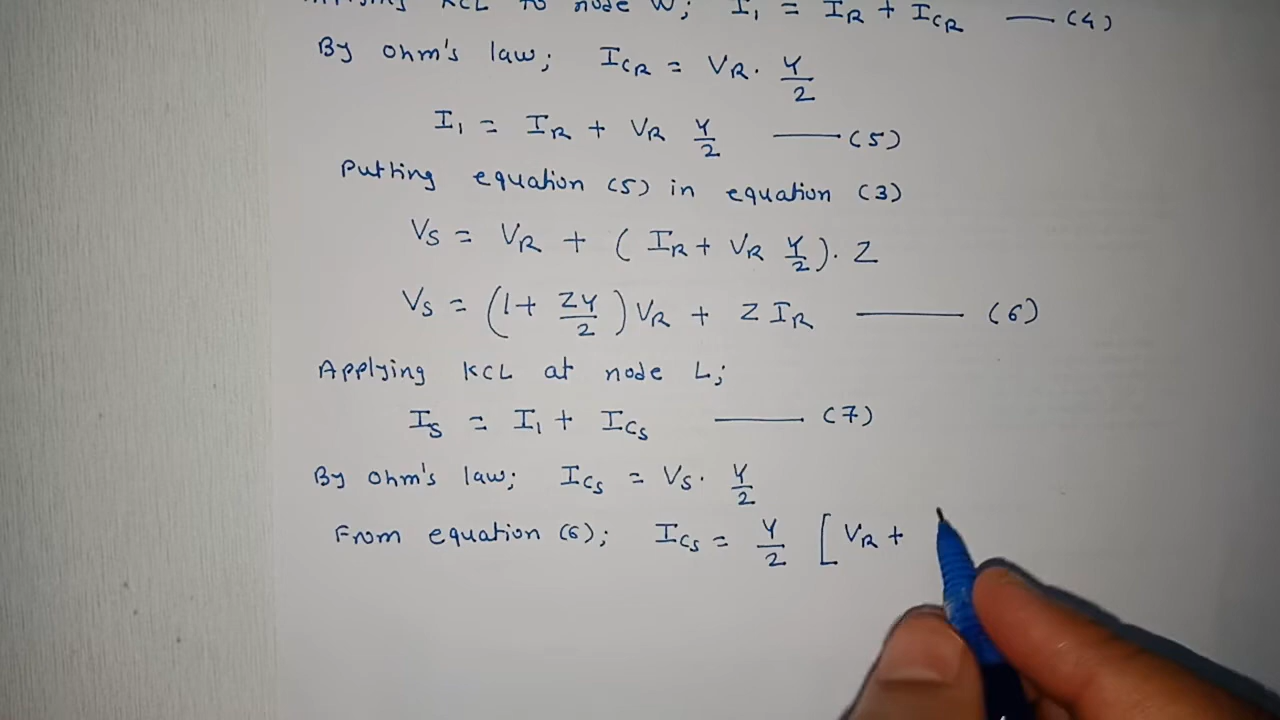 KCL to node W; I₁ = I_R + I_CR —— (4)
By ohm's law; I_CR = V_R · Y/2
I₁ = I_R + V_R Y/2 —— (5)
Putting equation (5) in equation (3)
V_S = V_R + ( I_R + V_R Y/2 ) · Z
V_S = (1 + ZY/2) V_R + Z I_R —— (6)
Applying KCL at node L;
I_S = I₁ + I_CS —— (7)
By ohm's law; I_CS = V_S · Y/2
From equation (6); I_CS = Y/2 [ V_R +